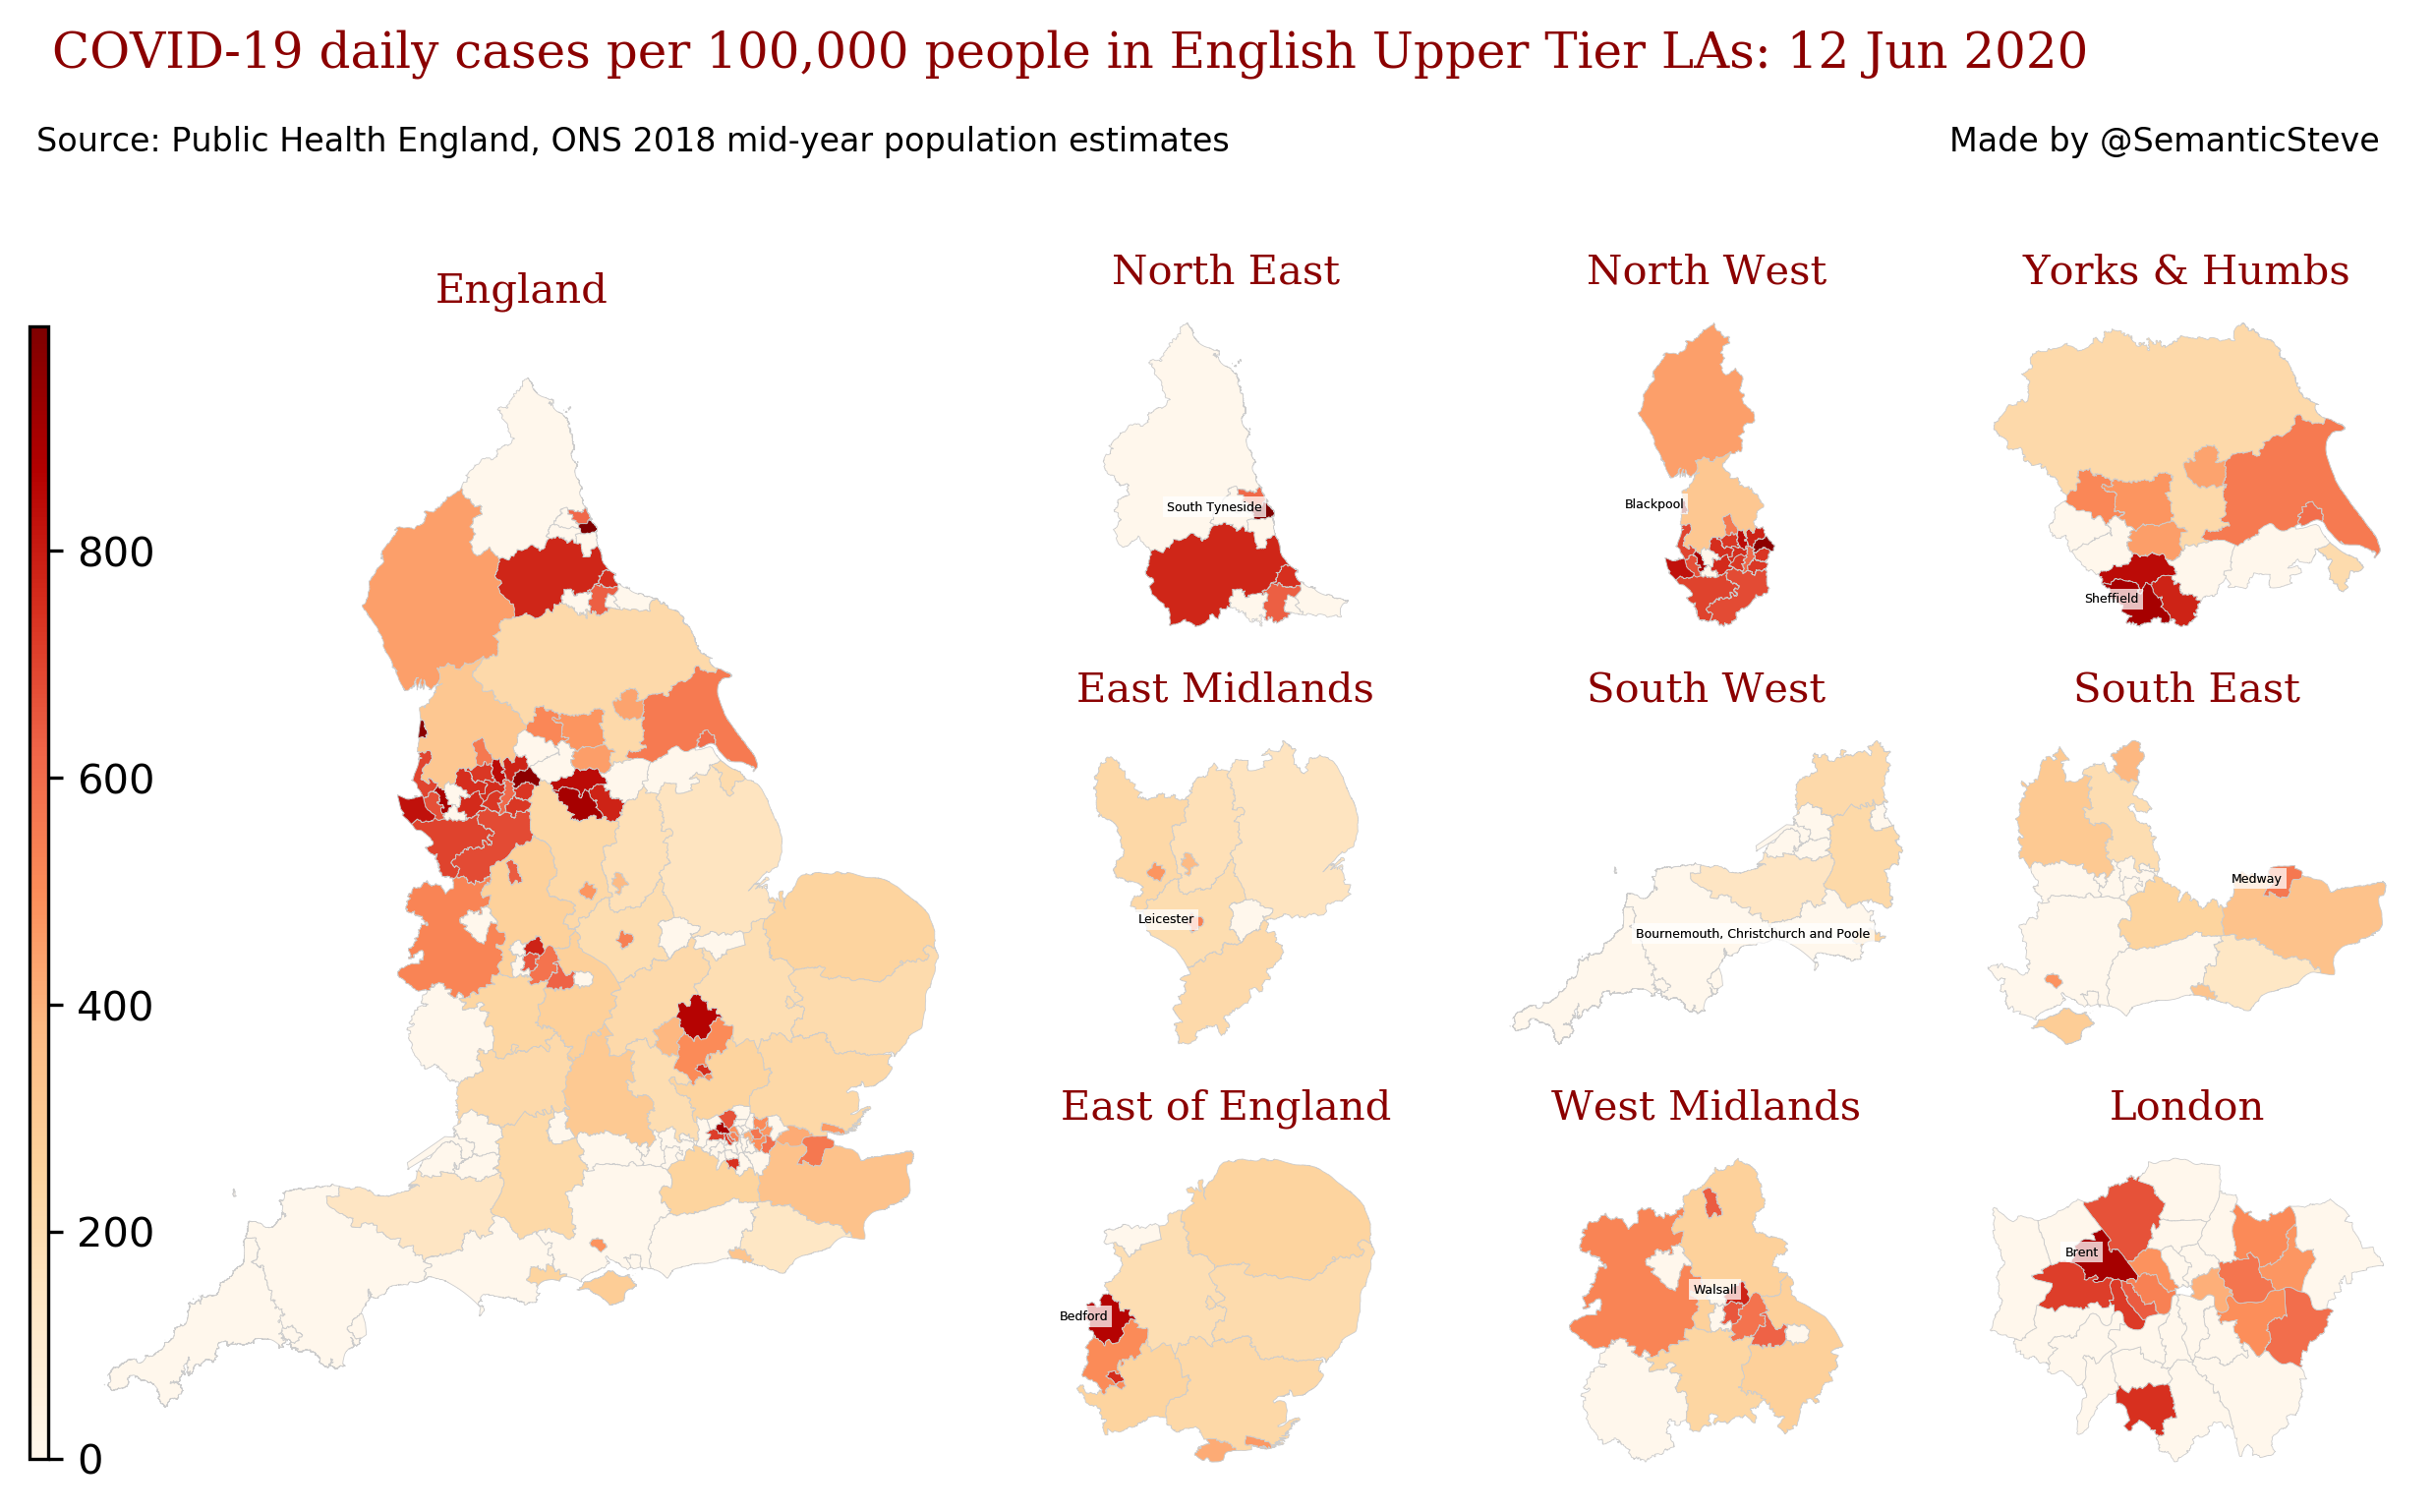 COVID-19 daily cases per 100,000 people in English Upper Tier LAs: 12 Jun 2020
Source: Public Health England, ONS 2018 mid-year population estimates
Made by @SemanticSteve
England
800
600
400
200
0
North East
South Tyneside
North West
Blackpool
Yorks & Humbs
Sheffield
East Midlands
Leicester
South West
Bournemouth, Christchurch and Poole
South East
Medway
East of England
Bedford
West Midlands
Walsall
London
Brent